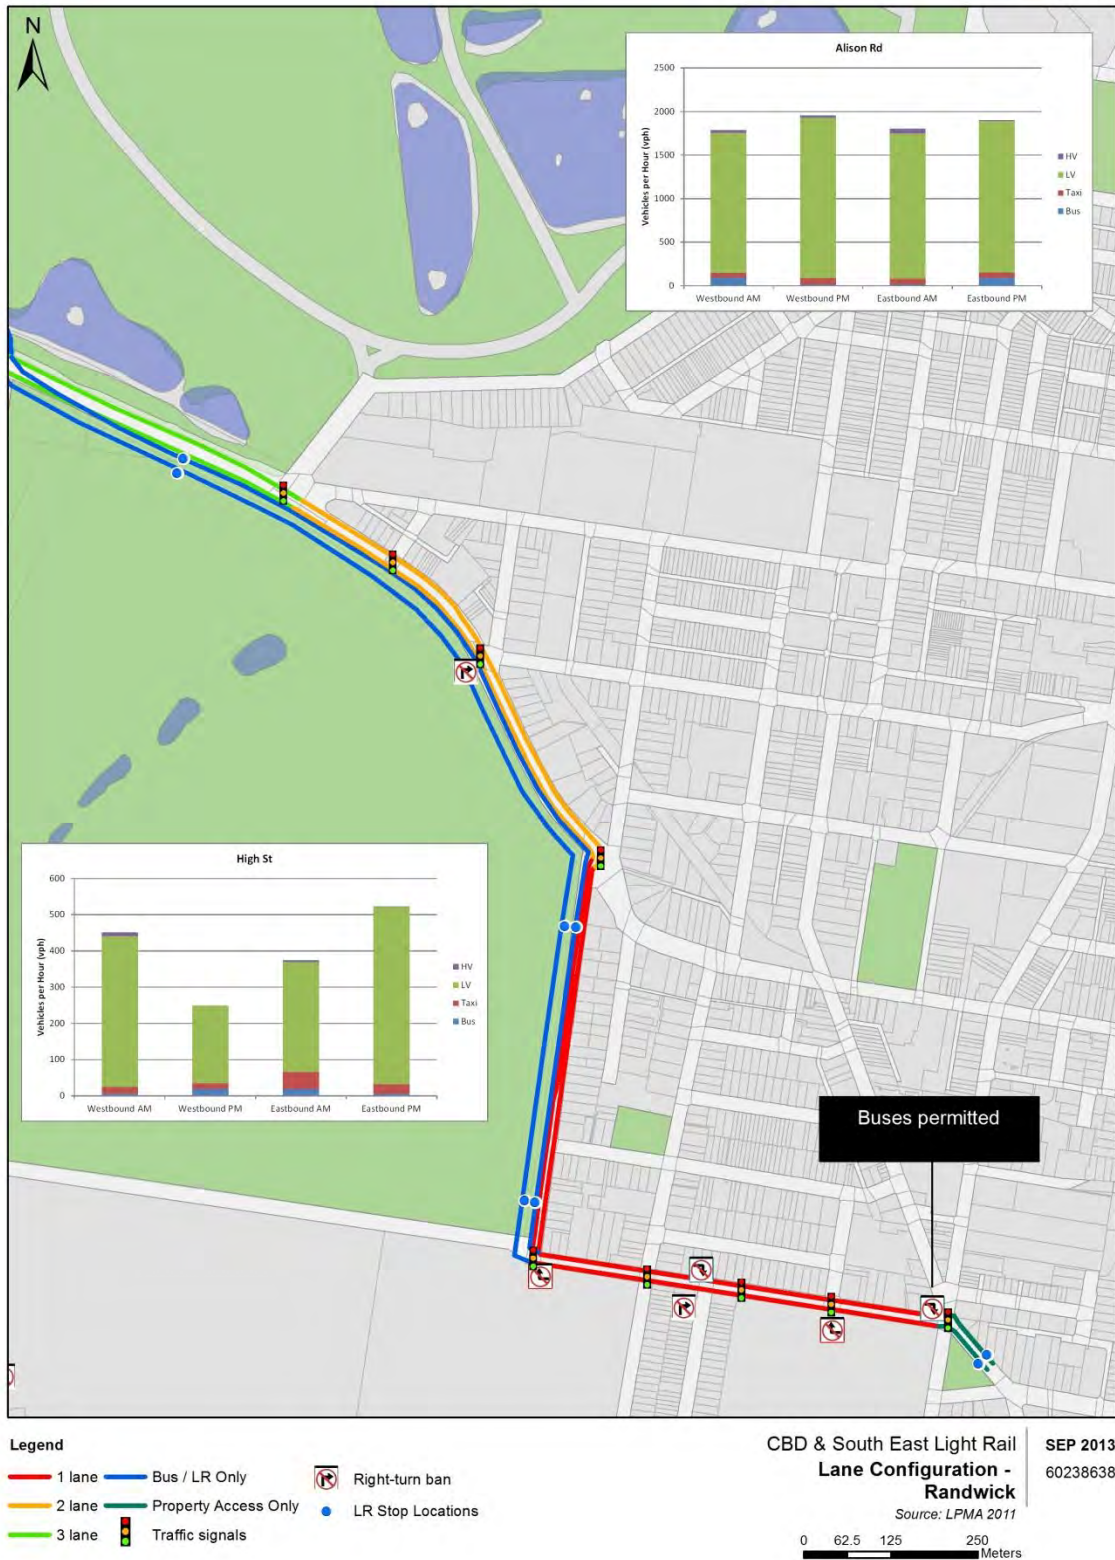 N
Alison Rd
2500
2000
1500
1000
500
0
Vehicles per Hour (vph)
Westbound AM
Westbound PM
Eastbound AM
Eastbound PM
HV
LV
Taxi
Bus
High St
600
500
400
300
200
100
0
Vehicles per Hour (vph)
Westbound AM
Westbound PM
Eastbound AM
Eastbound PM
HV
LV
Taxi
Bus
Buses permitted
Legend
1 lane
Bus / LR Only
Right-turn ban
2 lane
Property Access Only
LR Stop Locations
3 lane
Traffic signals
CBD & South East Light Rail
SEP 2013
Lane Configuration -
60238638
Randwick
Source: LPMA 2011
0 62.5 125 250
Meters